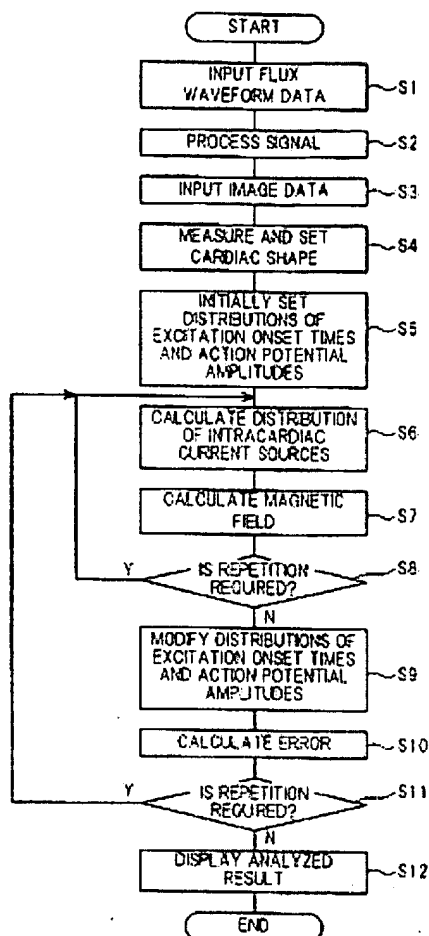 START
INPUT FLUX
WAVEFORM DATA
S1
PROCESS SIGNAL
S2
INPUT IMAGE DATA
S3
MEASURE AND SET
CARDIAC SHAPE
S4
INITIALLY SET
DISTRIBUTIONS OF
EXCITATION ONSET TIMES
AND ACTION POTENTIAL
AMPLITUDES
S5
CALCULATE DISTRIBUTION
OF INTRACARDIAC
CURRENT SOURCES
S6
CALCULATE MAGNETIC
FIELD
S7
Y
IS REPETITION
REQUIRED?
S8
N
MODIFY DISTRIBUTIONS OF
EXCITATION ONSET TIMES
AND ACTION POTENTIAL
AMPLITUDES
S9
CALCULATE ERROR
S10
Y
IS REPETITION
REQUIRED?
S11
N
DISPLAY ANALYZED
RESULT
S12
END